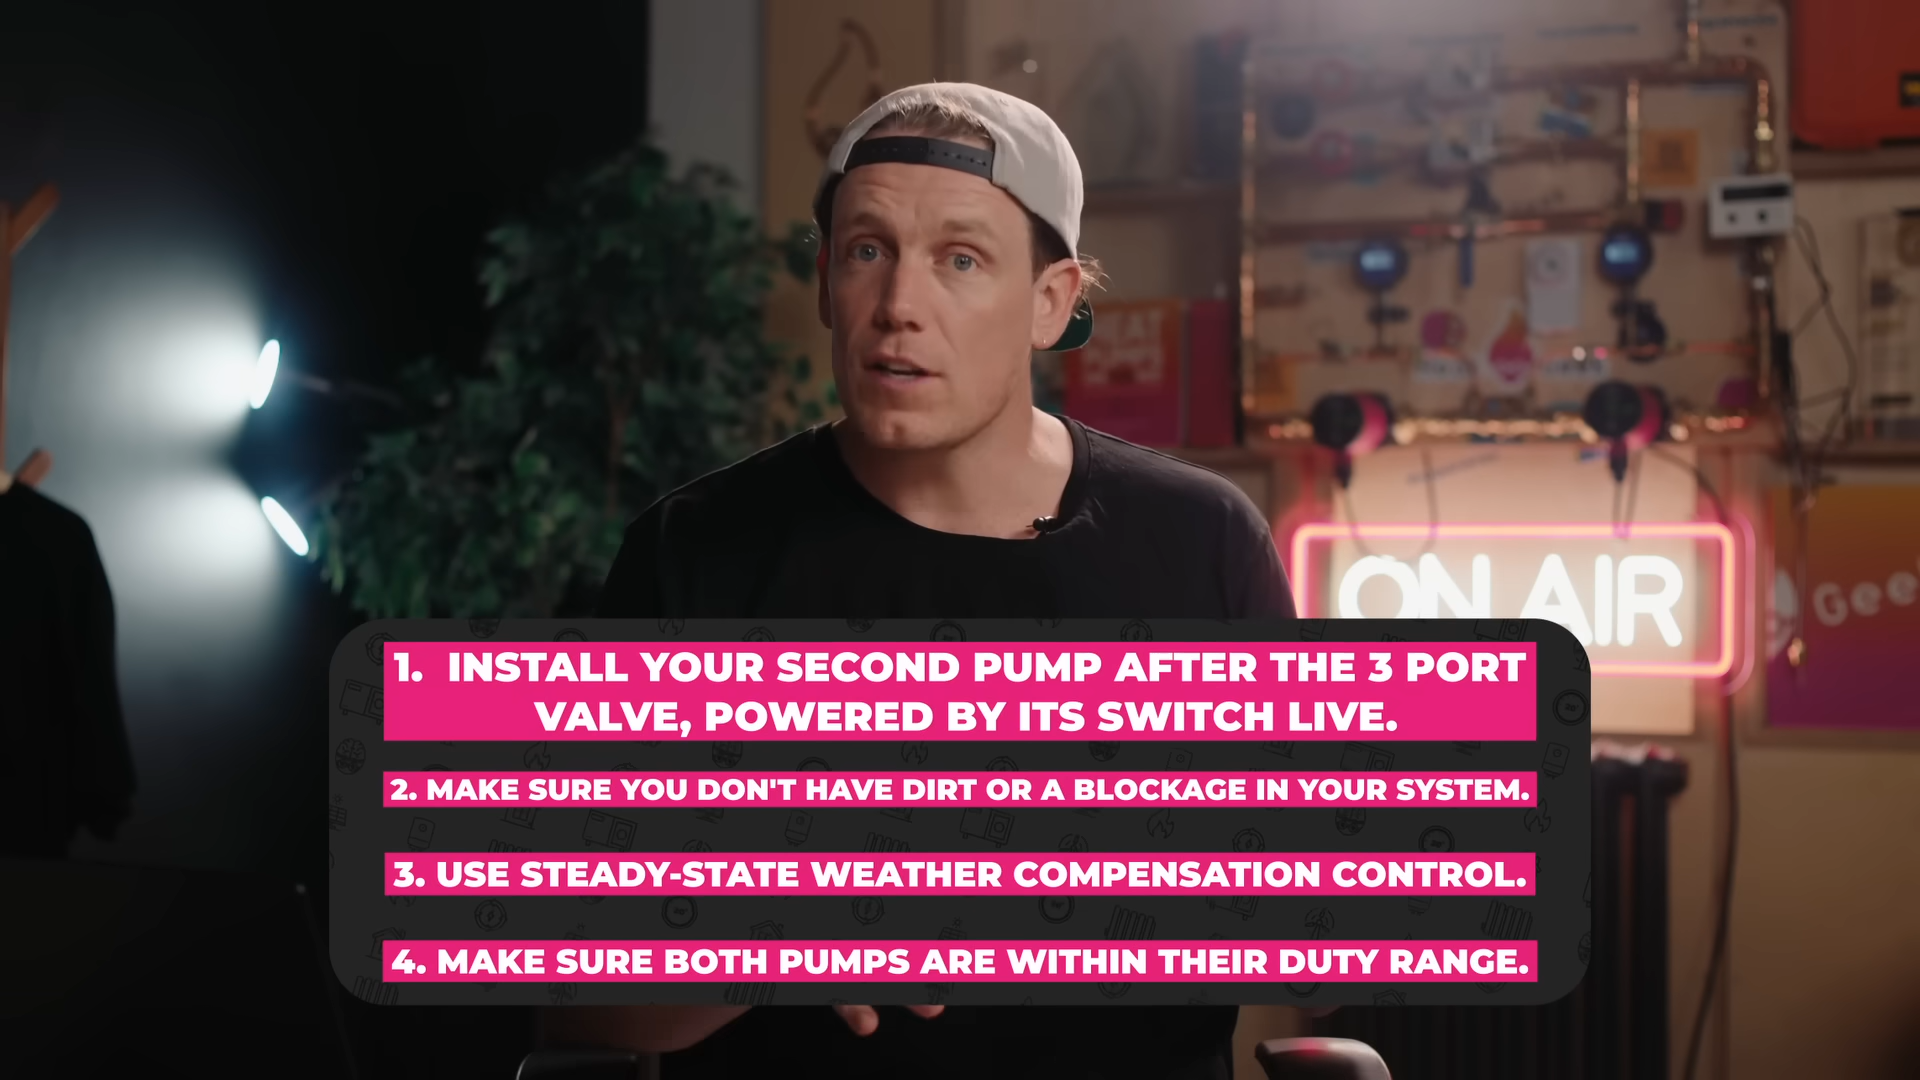 HEAT
ON AIR
Gee
1. INSTALL YOUR SECOND PUMP AFTER THE 3 PORT
VALVE, POWERED BY ITS SWITCH LIVE.
2. MAKE SURE YOU DON'T HAVE DIRT OR A BLOCKAGE IN YOUR SYSTEM.
3. USE STEADY-STATE WEATHER COMPENSATION CONTROL.
4. MAKE SURE BOTH PUMPS ARE WITHIN THEIR DUTY RANGE.